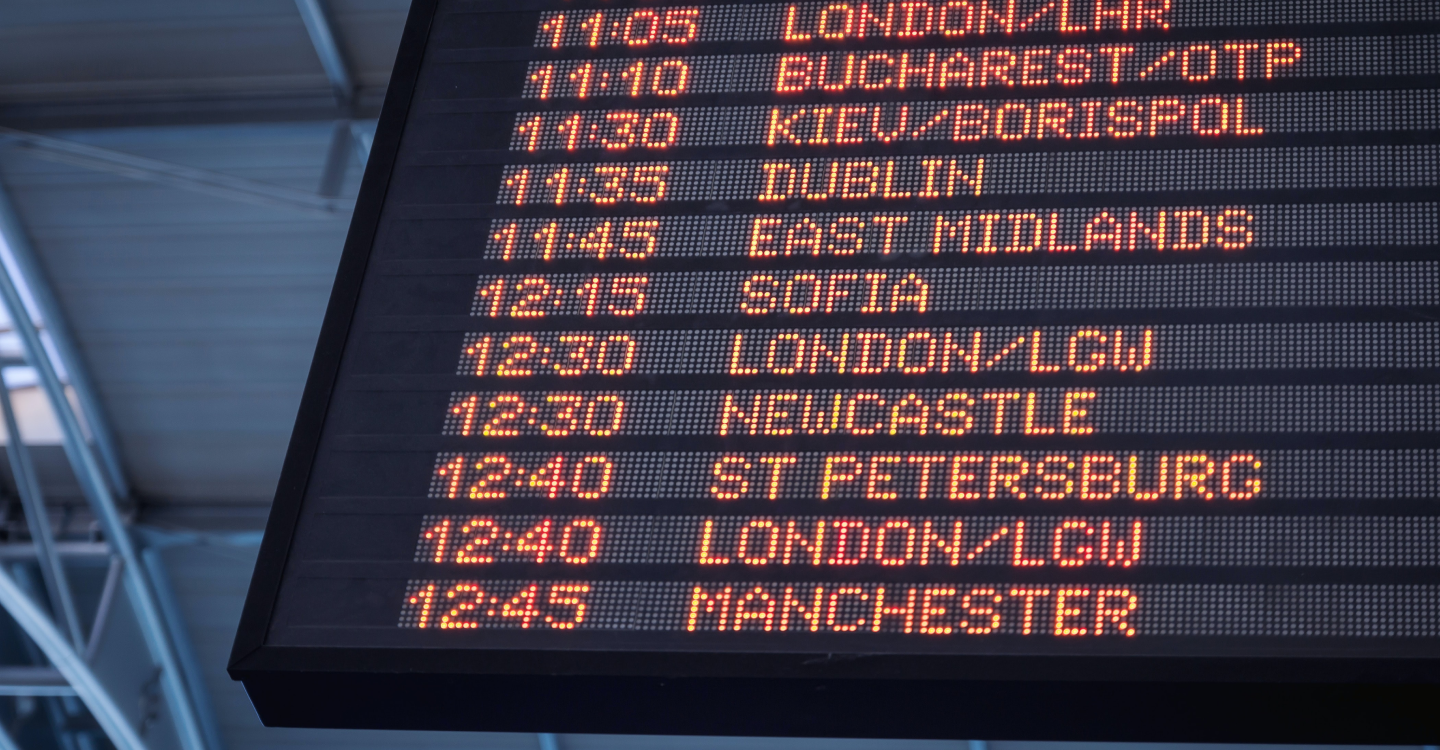 11:05 LONDON/LHR
11:10 BUCHAREST/OTP
11:30 KIEV/BORISPOL
11:35 DUBLIN
11:45 EAST MIDLANDS
12:15 SOFIA
12:30 LONDON/LGW
12:30 NEWCASTLE
12:40 ST PETERSBURG
12:40 LONDON/LGW
12:45 MANCHESTER